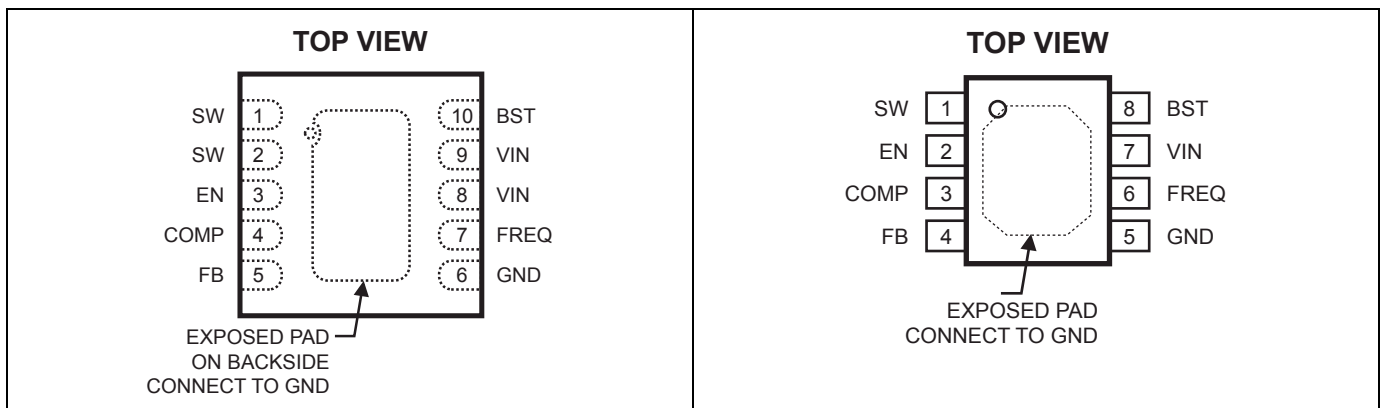 TOP VIEW
SW 1 10 BST
SW 2 9 VIN
EN 3 8 VIN
COMP 4 7 FREQ
FB 5 6 GND
EXPOSED PAD
ON BACKSIDE
CONNECT TO GND
TOP VIEW
SW 1 8 BST
EN 2 7 VIN
COMP 3 6 FREQ
FB 4 5 GND
EXPOSED PAD
CONNECT TO GND